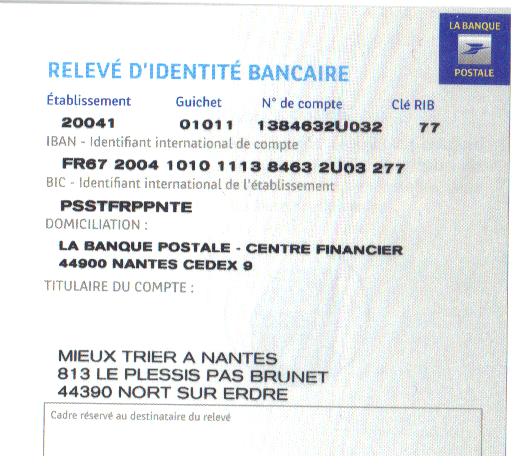 LA BANQUE
POSTALE
RELEVÉ D'IDENTITÉ BANCAIRE
Établissement Guichet N° de compte Clé RIB
20041 01011 1384632U032 77
IBAN - Identifiant international de compte
FR67 2004 1010 1113 8463 2U03 277
BIC - Identifiant international de l'établissement
PSSTFRPPNTE
DOMICILIATION :
LA BANQUE POSTALE - CENTRE FINANCIER
44900 NANTES CEDEX 9
TITULAIRE DU COMPTE :
MIEUX TRIER A NANTES
813 LE PLESSIS PAS BRUNET
44390 NORT SUR ERDRE
Cadre réservé au destinataire du relevé